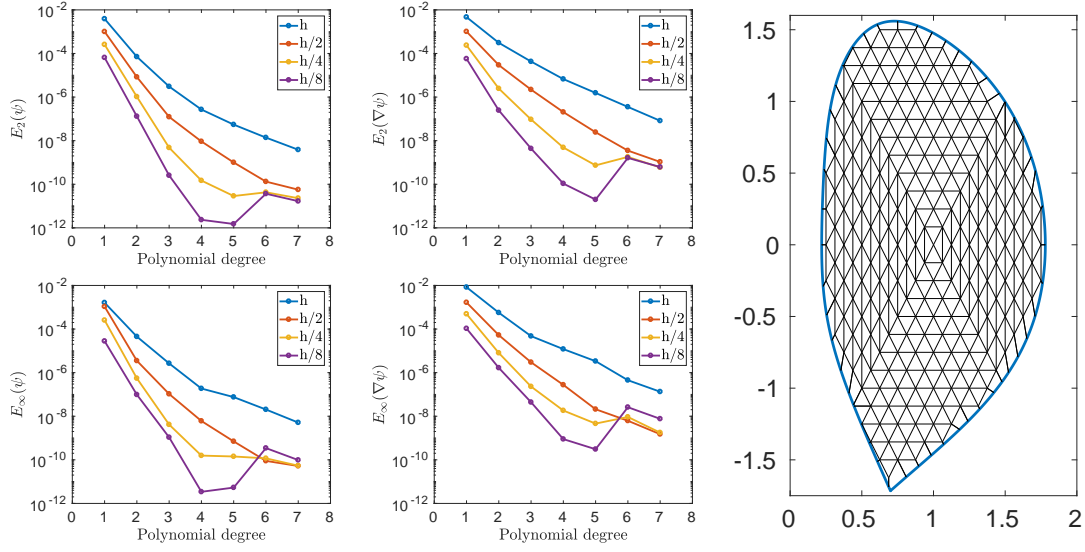 10^-2
10^-4
10^-6
10^-8
10^-10
10^-12
E_2(ψ)
0 1 2 3 4 5 6 7 8
Polynomial degree
h
h/2
h/4
h/8
10^-2
10^-4
10^-6
10^-8
10^-10
10^-12
E_2(∇ψ)
0 1 2 3 4 5 6 7 8
Polynomial degree
h
h/2
h/4
h/8
10^-2
10^-4
10^-6
10^-8
10^-10
10^-12
E_∞(ψ)
0 1 2 3 4 5 6 7 8
Polynomial degree
h
h/2
h/4
h/8
10^-2
10^-4
10^-6
10^-8
10^-10
10^-12
E_∞(∇ψ)
0 1 2 3 4 5 6 7 8
Polynomial degree
h
h/2
h/4
h/8
1.5
1
0.5
0
-0.5
-1
-1.5
0 0.5 1 1.5 2